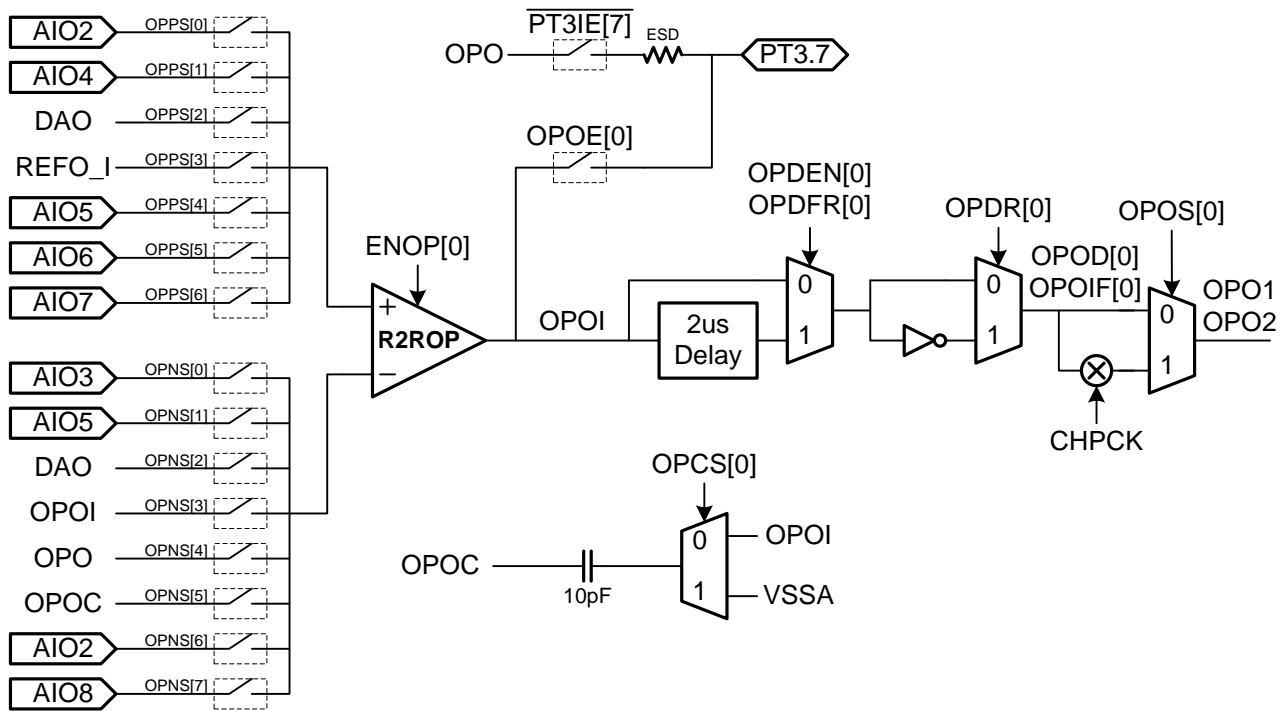 AIO2 OPPS[0]
AIO4 OPPS[1]
DAO OPPS[2]
REFO_I OPPS[3]
AIO5 OPPS[4]
AIO6 OPPS[5]
AIO7 OPPS[6]
AIO3 OPNS[0]
AIO5 OPNS[1]
DAO OPNS[2]
OPOI OPNS[3]
OPO OPNS[4]
OPOC OPNS[5]
AIO2 OPNS[6]
AIO8 OPNS[7]
PT3IE[7]
OPO
ESD
PT3.7
OPOE[0]
ENOP[0]
+
R2ROP
−
OPOI
2us
Delay
OPDEN[0]
OPDFR[0]
0
1
OPDR[0]
0
1
OPOD[0]
OPOIF[0]
OPOS[0]
0
1
OPO1
OPO2
CHPCK
OPCS[0]
OPOC
10pF
0
1
OPOI
VSSA